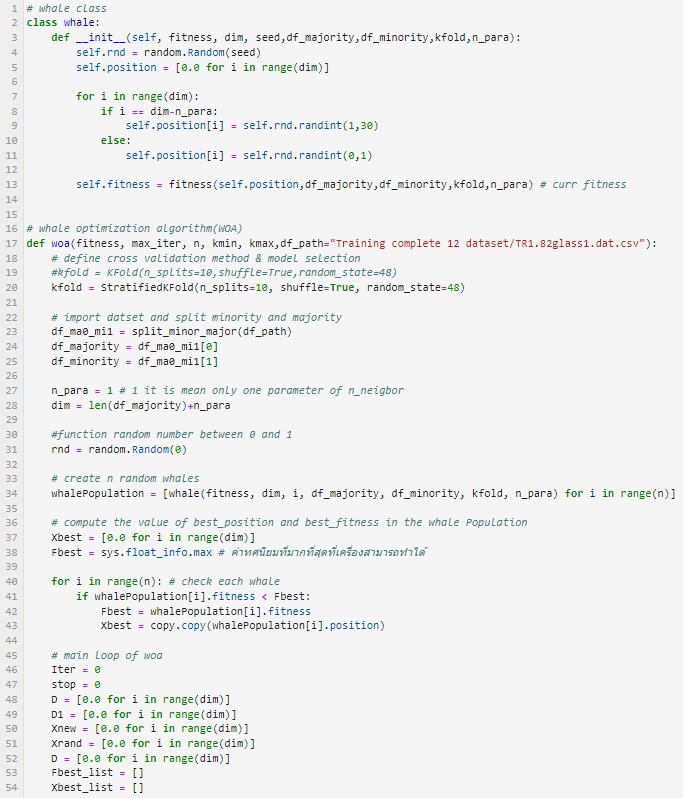 1 # whale class
2 class whale:
3     def __init__(self, fitness, dim, seed,df_majority,df_minority,kfold,n_para):
4         self.rnd = random.Random(seed)
5         self.position = [0.0 for i in range(dim)]
6
7         for i in range(dim):
8             if i == dim-n_para:
9                 self.position[i] = self.rnd.randint(1,30)
10             else:
11                 self.position[i] = self.rnd.randint(0,1)
12
13         self.fitness = fitness(self.position,df_majority,df_minority,kfold,n_para) # curr fitness
14
15
16 # whale optimization algorithm(WOA)
17 def woa(fitness, max_iter, n, kmin, kmax,df_path="Training complete 12 dataset/TR1.82glass1.dat.csv"):
18     # define cross validation method & model selection
19     #kfold = KFold(n_splits=10,shuffle=True,random_state=48)
20     kfold = StratifiedKFold(n_splits=10, shuffle=True, random_state=48)
21
22     # import datset and split minority and majority
23     df_ma0_mi1 = split_minor_major(df_path)
24     df_majority = df_ma0_mi1[0]
25     df_minority = df_ma0_mi1[1]
26
27     n_para = 1 # 1 it is mean only one parameter of n_neigbor
28     dim = len(df_majority)+n_para
29
30     #function random number between 0 and 1
31     rnd = random.Random(0)
32
33     # create n random whales
34     whalePopulation = [whale(fitness, dim, i, df_majority, df_minority, kfold, n_para) for i in range(n)]
35
36     # compute the value of best_position and best_fitness in the whale Population
37     Xbest = [0.0 for i in range(dim)]
38     Fbest = sys.float_info.max # ค่าทศนิยมที่มากที่สุดที่เครื่องสามารถทำได้
39
40     for i in range(n): # check each whale
41         if whalePopulation[i].fitness < Fbest:
42             Fbest = whalePopulation[i].fitness
43             Xbest = copy.copy(whalePopulation[i].position)
44
45     # main loop of woa
46     Iter = 0
47     stop = 0
48     D = [0.0 for i in range(dim)]
49     D1 = [0.0 for i in range(dim)]
50     Xnew = [0.0 for i in range(dim)]
51     Xrand = [0.0 for i in range(dim)]
52     D = [0.0 for i in range(dim)]
53     Fbest_list = []
54     Xbest_list = []